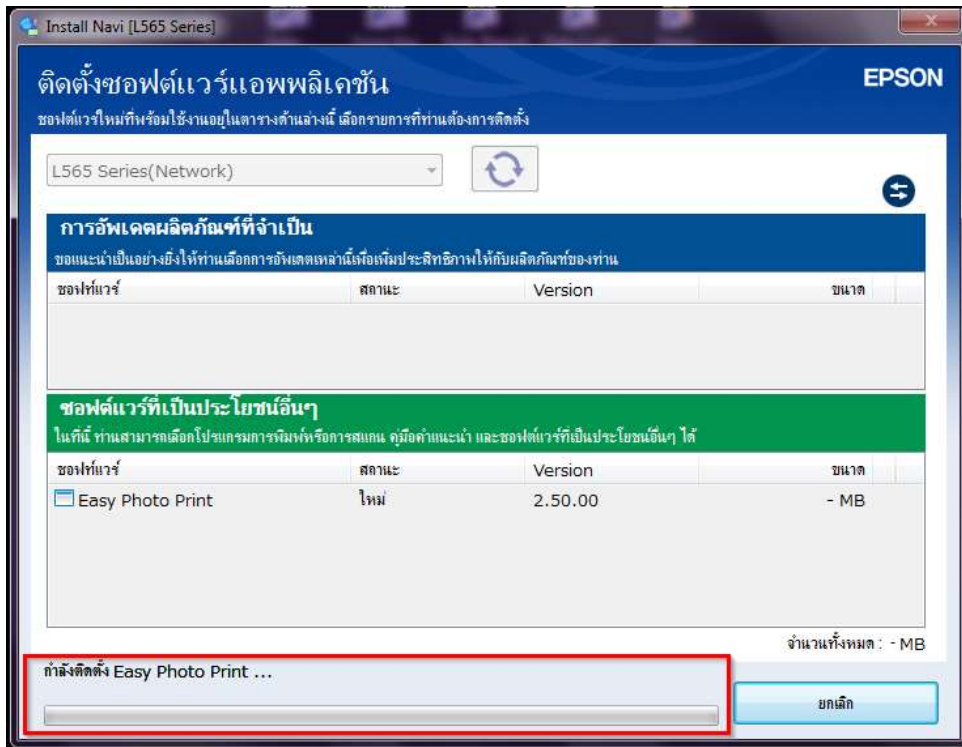 Install Navi [L565 Series]
ติดตั้งซอฟต์แวร์แอพพลิเคชัน
EPSON
ซอฟต์แวร์ใหม่ที่พร้อมใช้งานอยู่ในตารางด้านล่างนี้ เลือกรายการที่ท่านต้องการติดตั้ง
L565 Series(Network)
การอัพเดตผลิตภัณฑ์ที่จำเป็น
ขอแนะนำเป็นอย่างยิ่งให้ท่านเลือกการอัพเดตเหล่านี้เพื่อเพิ่มประสิทธิภาพให้กับผลิตภัณฑ์ของท่าน
ซอฟท์แวร์ สถานะ Version ขนาด
ซอฟต์แวร์ที่เป็นประโยชน์อื่นๆ
ในที่นี้ ท่านสามารถเลือกโปรแกรมการพิมพ์หรือการสแกน คู่มือคำแนะนำ และซอฟต์แวร์ที่เป็นประโยชน์อื่นๆ ได้
ซอฟท์แวร์ สถานะ Version ขนาด
Easy Photo Print ใหม่ 2.50.00 - MB
จำนวนทั้งหมด : - MB
กำลังติดตั้ง Easy Photo Print ...
ยกเลิก